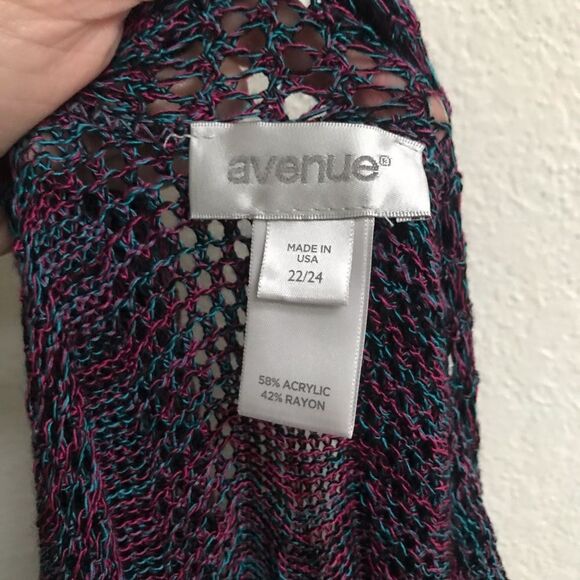 avenue®
MADE IN
USA
22/24
58% ACRYLIC
42% RAYON